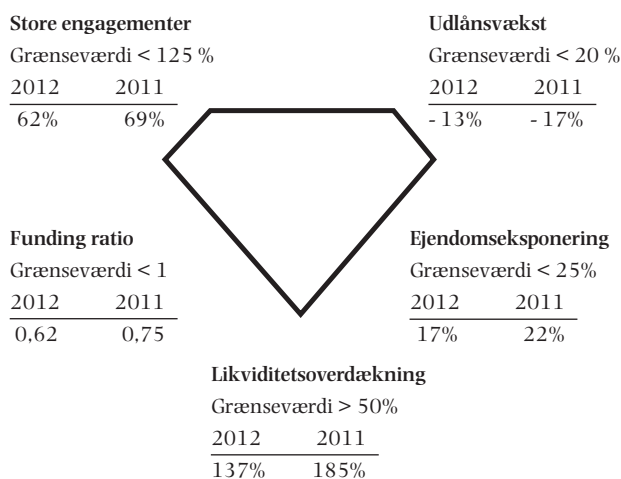 Store engagementer
Grænseværdi < 125 %
2012 2011
62% 69%
Udlånsvækst
Grænseværdi < 20 %
2012 2011
- 13% - 17%
Funding ratio
Grænseværdi < 1
2012 2011
0,62 0,75
Ejendomseksponering
Grænseværdi < 25%
2012 2011
17% 22%
Likviditetsoverdækning
Grænseværdi > 50%
2012 2011
137% 185%